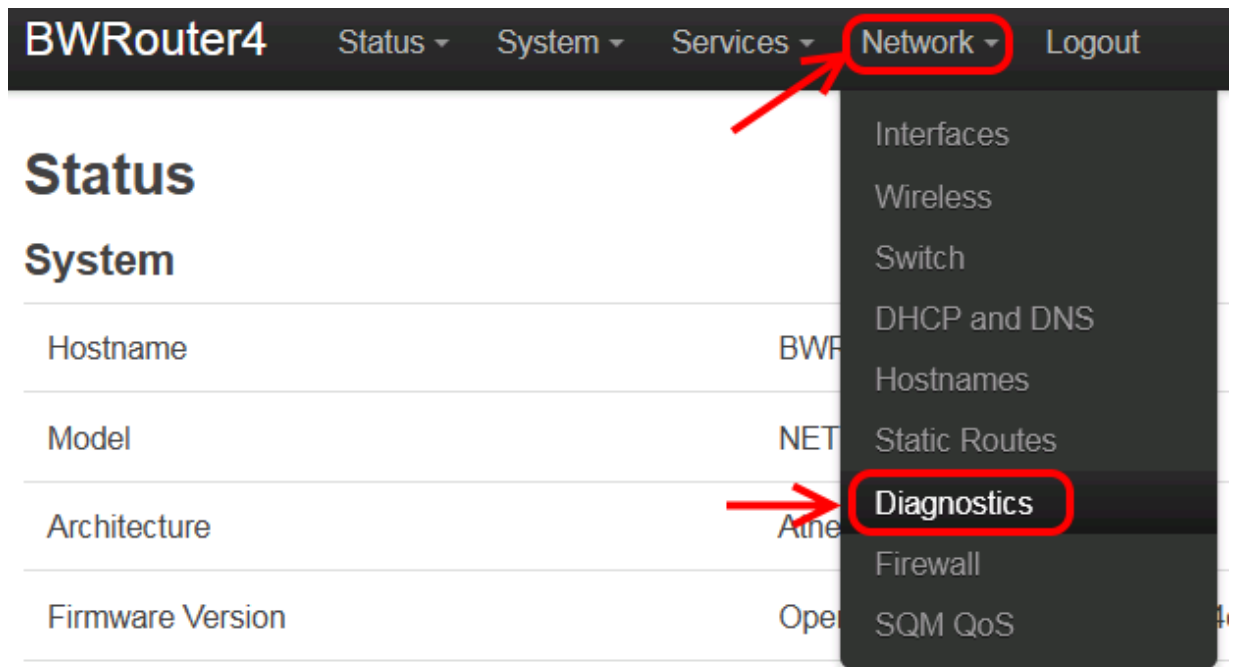 BWRouter4 Status System Services Network Logout
Interfaces
Status
Wireless
System
Switch
DHCP and DNS
Hostname
Hostnames
Model NET Static Routes
Diagnostics
Architecture
Firewall
Firmware Version SQM QoS